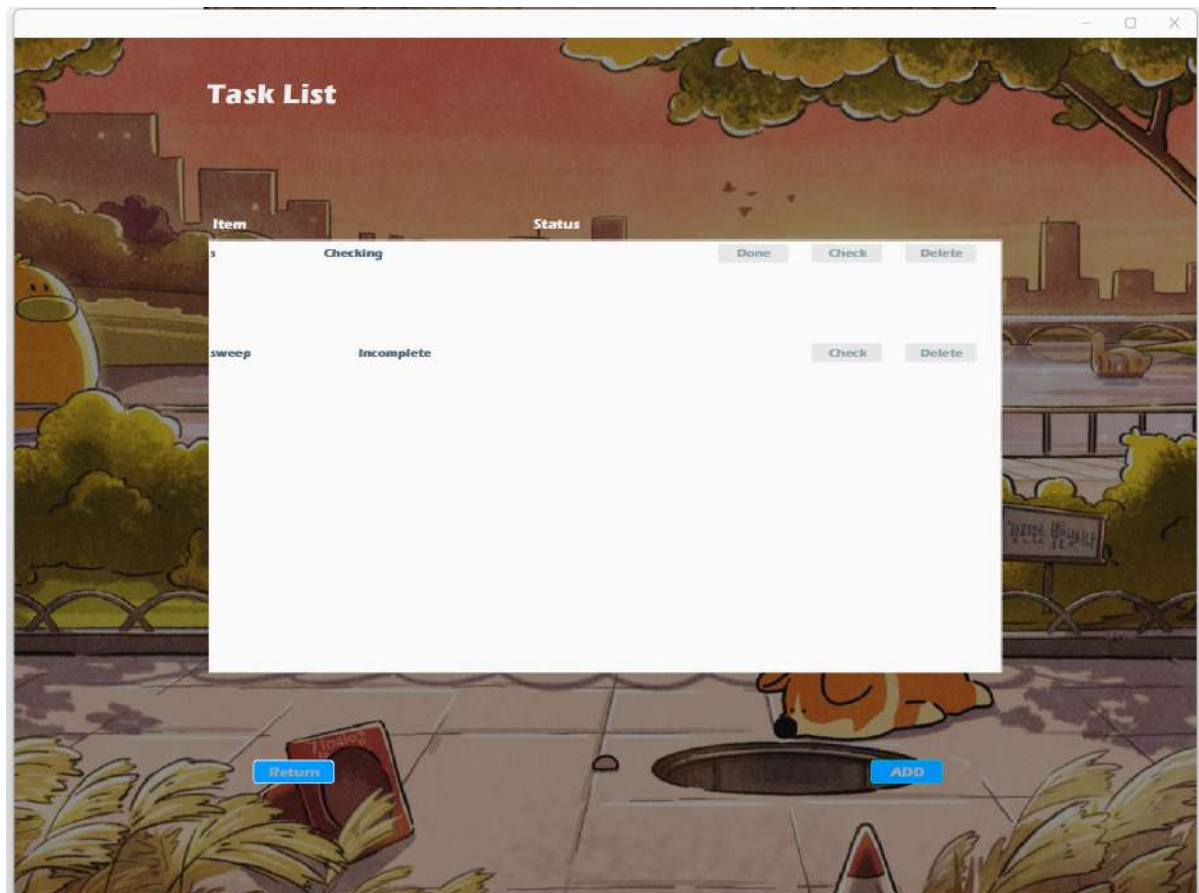 Task List
Item Status
s Checking Done Check Delete
sweep Incomplete Check Delete
Return ADD